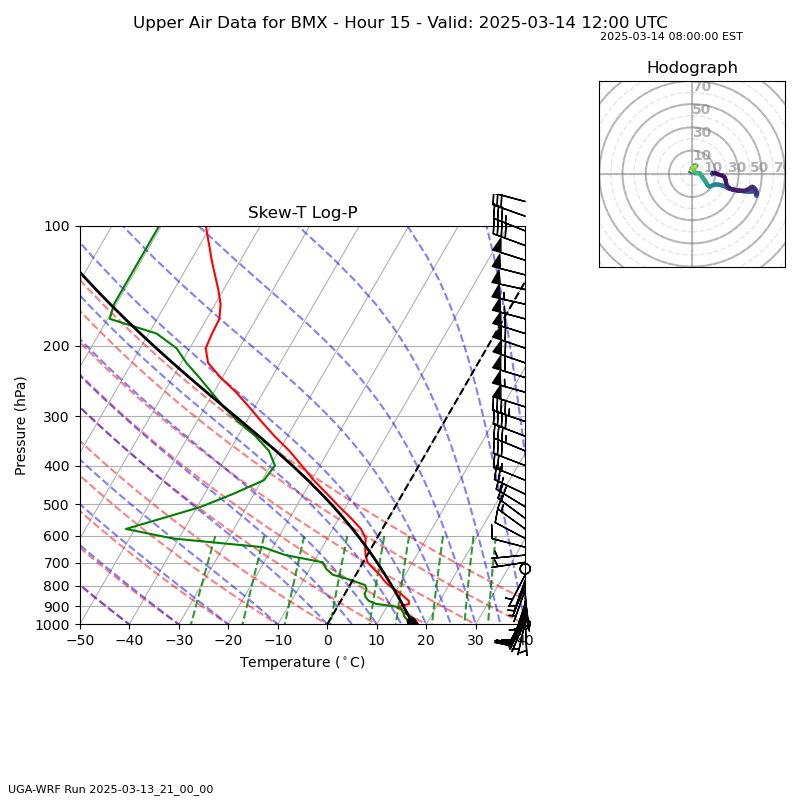 Upper Air Data for BMX - Hour 15 - Valid: 2025-03-14 12:00 UTC
2025-03-14 08:00:00 EST
Hodograph
70
50
30
10
0 10 30 50 70
Skew-T Log-P
100
200
300
400
500
600
700
800
900
1000
Pressure (hPa)
−50 −40 −30 −20 −10 0 10 20 30 40
Temperature (°C)
UGA-WRF Run 2025-03-13_21_00_00